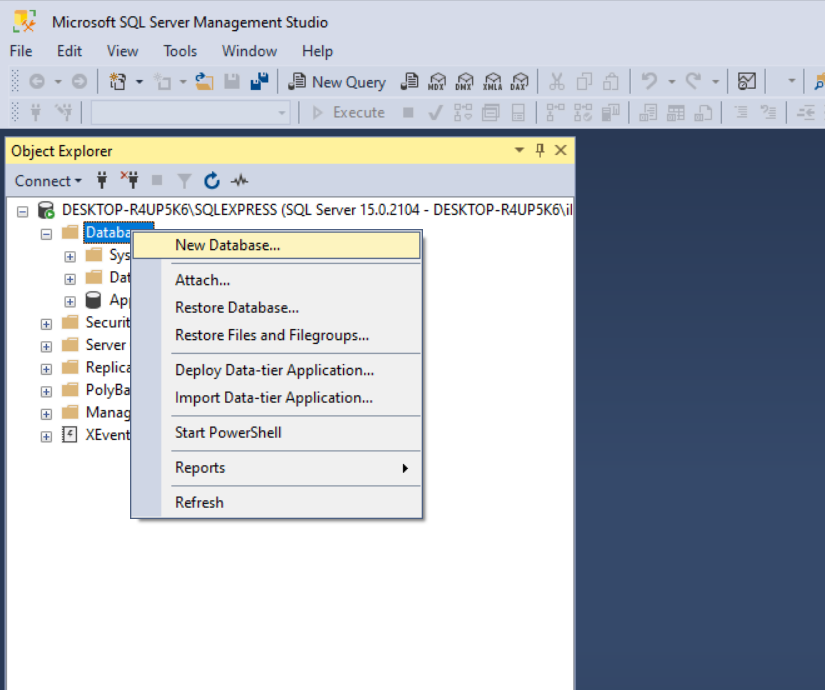 Microsoft SQL Server Management Studio
File Edit View Tools Window Help
New Query MDX DMX XMLA DAX
Execute
Object Explorer
Connect
DESKTOP-R4UP5K6\SQLEXPRESS (SQL Server 15.0.2104 - DESKTOP-R4UP5K6\il
Databa
New Database...
Sys
Attach...
Dat
Restore Database...
Ap
Restore Files and Filegroups...
Securit
Server
Deploy Data-tier Application...
Replica
Import Data-tier Application...
PolyBa
Manag
Start PowerShell
XEvent
Reports
Refresh